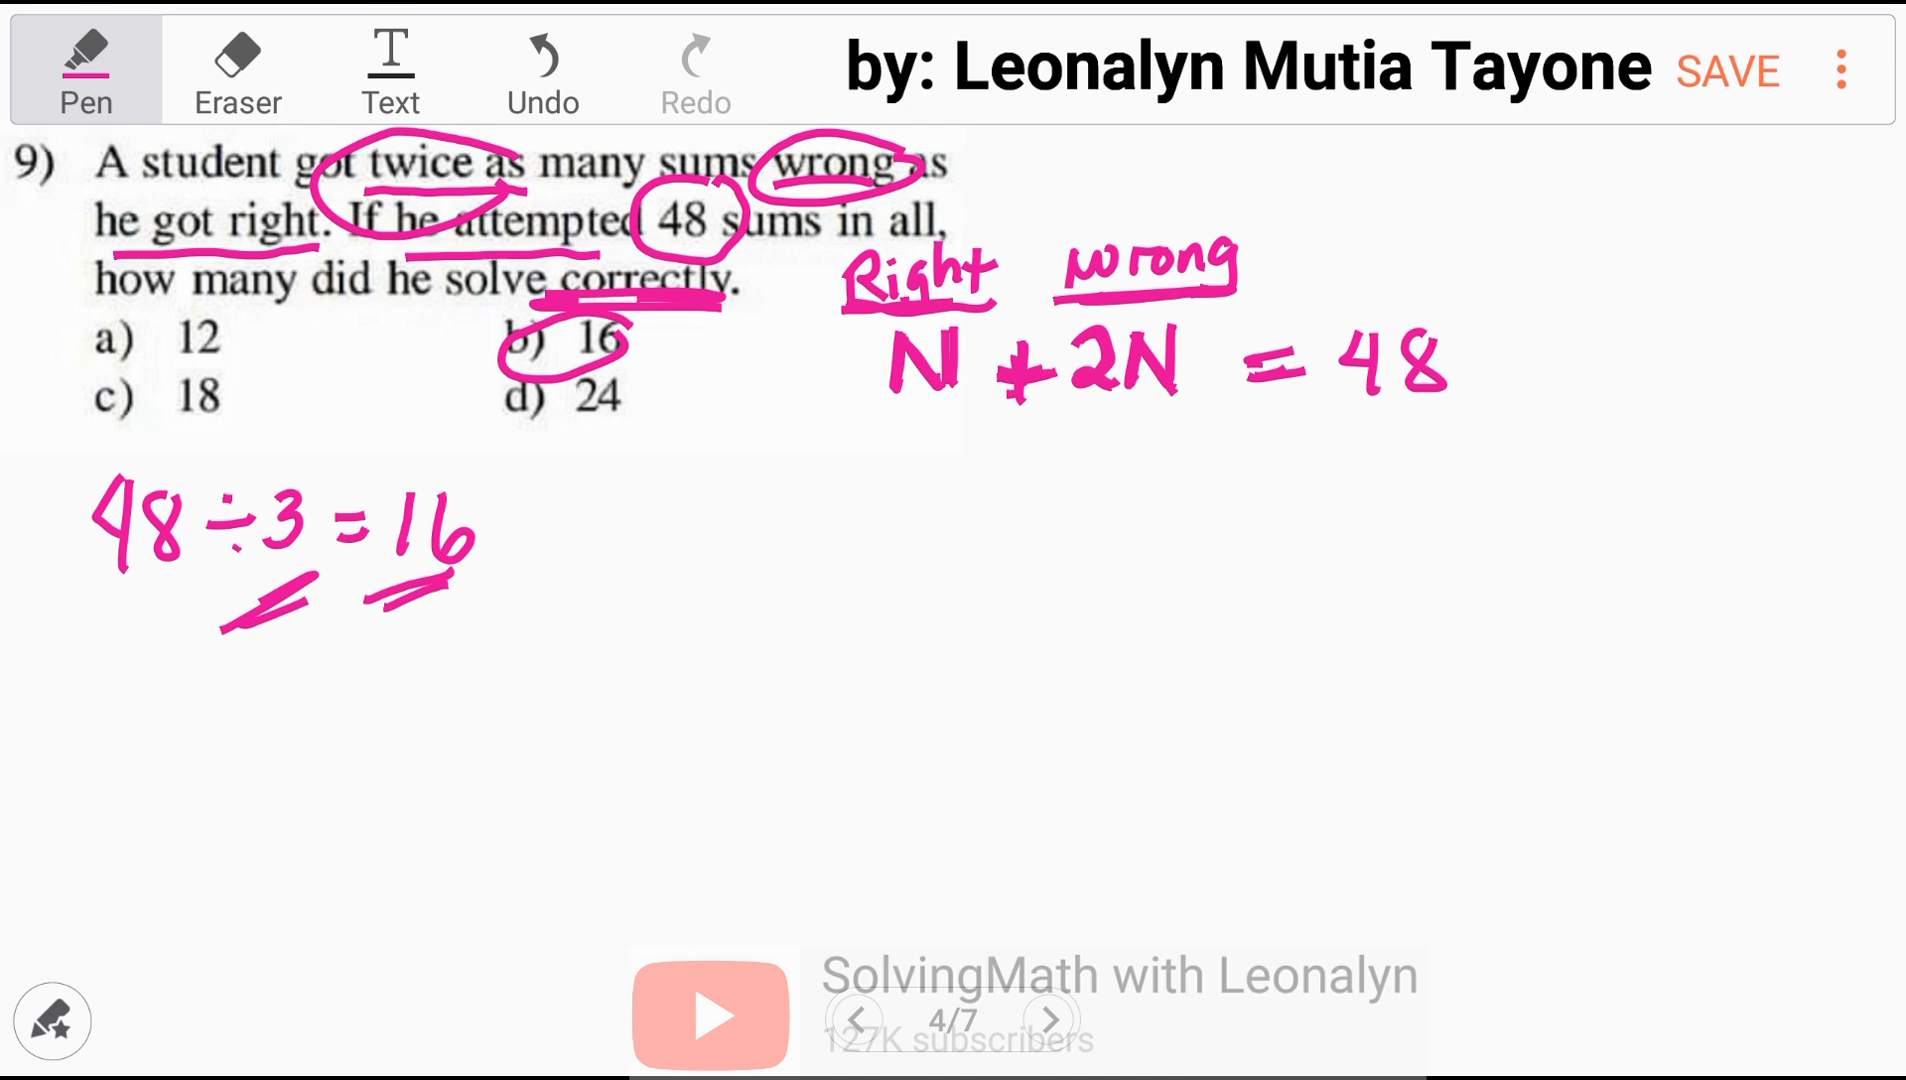 Pen Eraser Text Undo Redo by: Leonalyn Mutia Tayone SAVE
9) A student got twice as many sums wrong as
he got right. If he attempted 48 sums in all,
how many did he solve correctly.
a) 12 b) 16
c) 18 d) 24
Right Wrong
N + 2N = 48
48 ÷ 3 = 16
SolvingMath with Leonalyn
4/7
127K subscribers